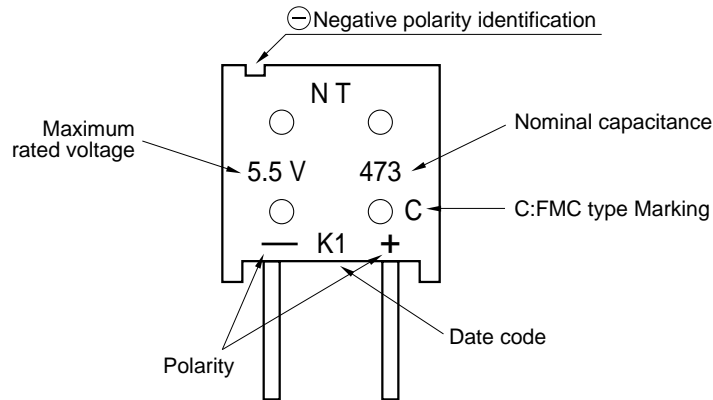 ⊖Negative polarity identification
N T
Maximum
rated voltage
5.5 V
473
Nominal capacitance
C
C:FMC type Marking
— K1 +
Polarity
Date code